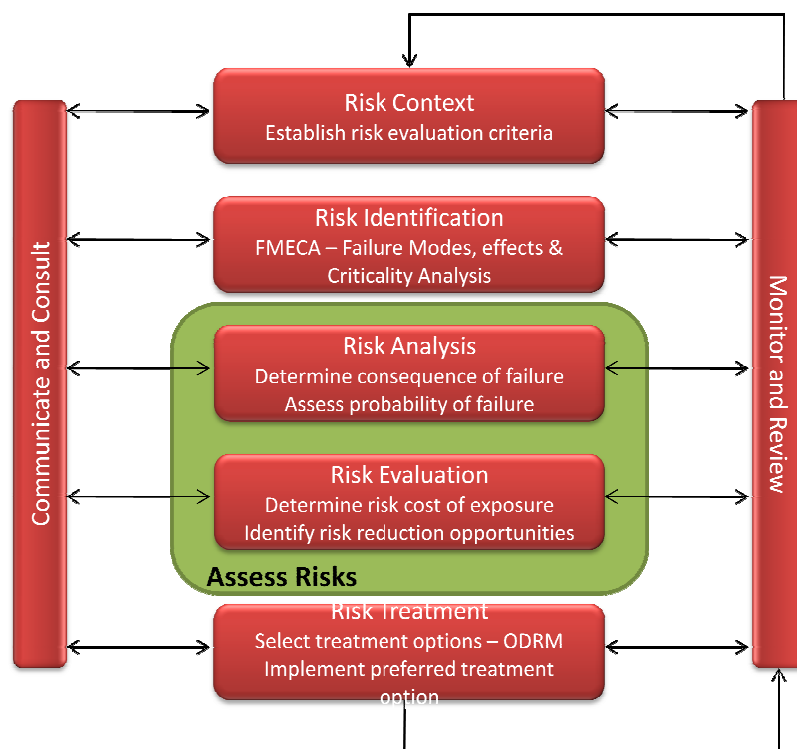 Risk Context
Establish risk evaluation criteria
Communicate and Consult
Risk Identification
FMECA – Failure Modes, effects &
Criticality Analysis
Monitor and Review
Risk Analysis
Determine consequence of failure
Assess probability of failure
Risk Evaluation
Determine risk cost of exposure
Identify risk reduction opportunities
Assess Risks
Risk Treatment
Select treatment options – ODRM
Implement preferred treatment
option